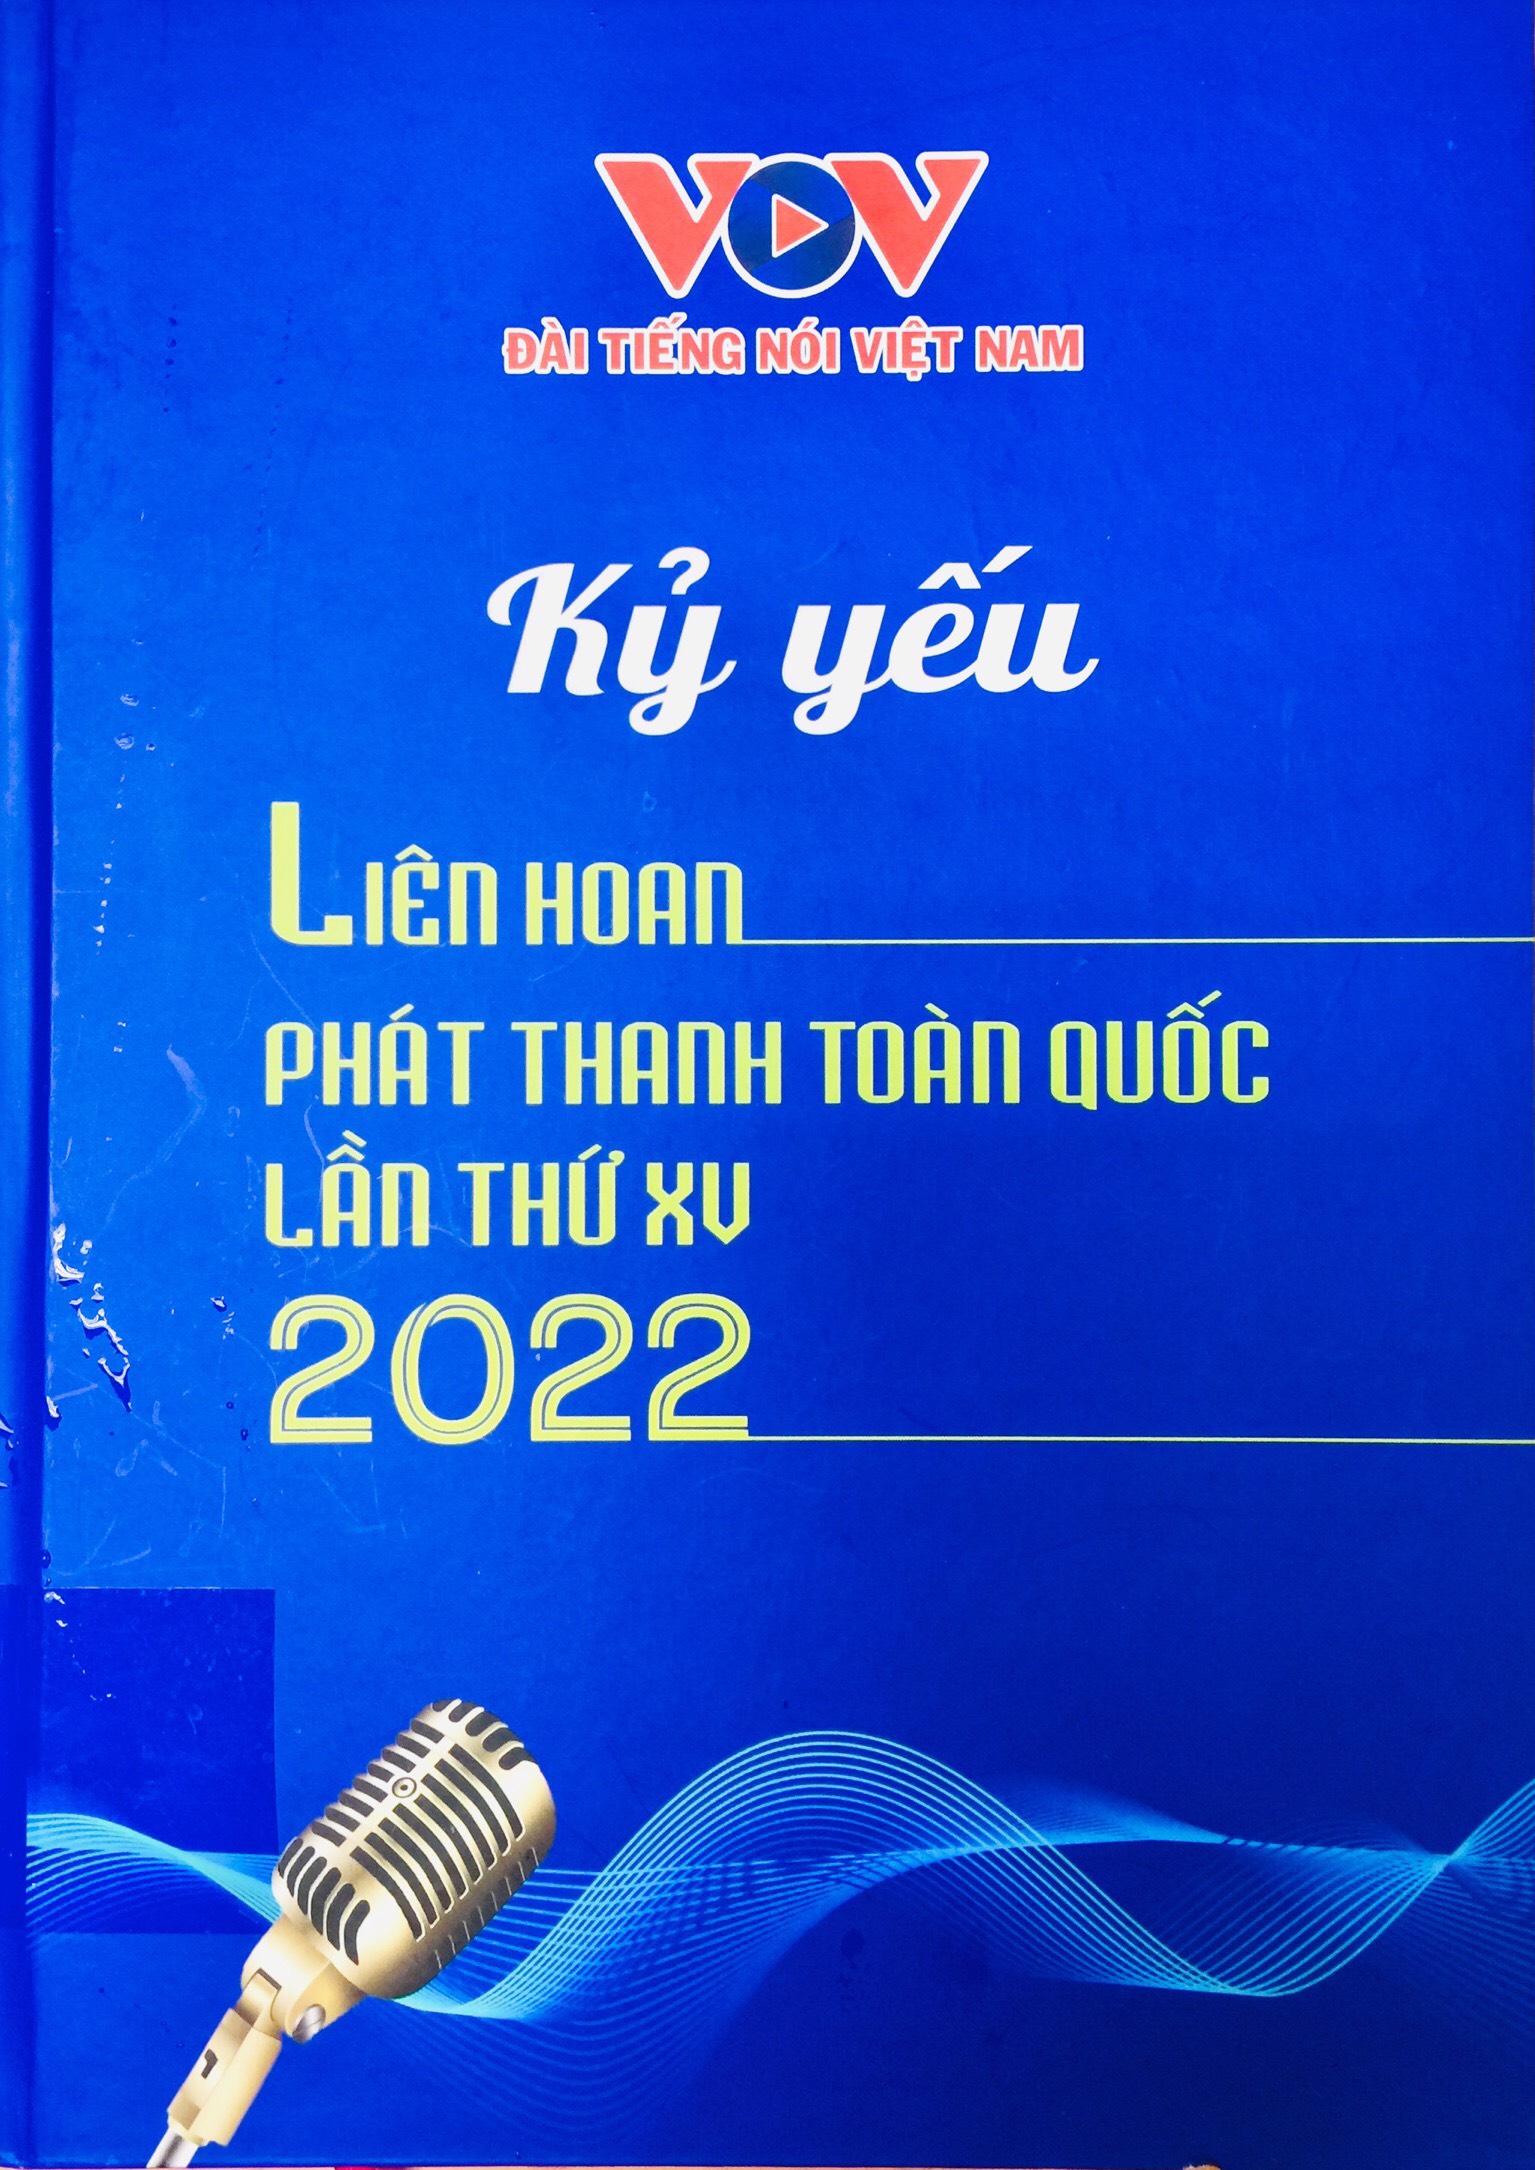 VOV
ĐÀI TIẾNG NÓI VIỆT NAM
Kỷ yếu
LIÊN HOAN
PHÁT THANH TOÀN QUỐC
LẦN THỨ XV
2022